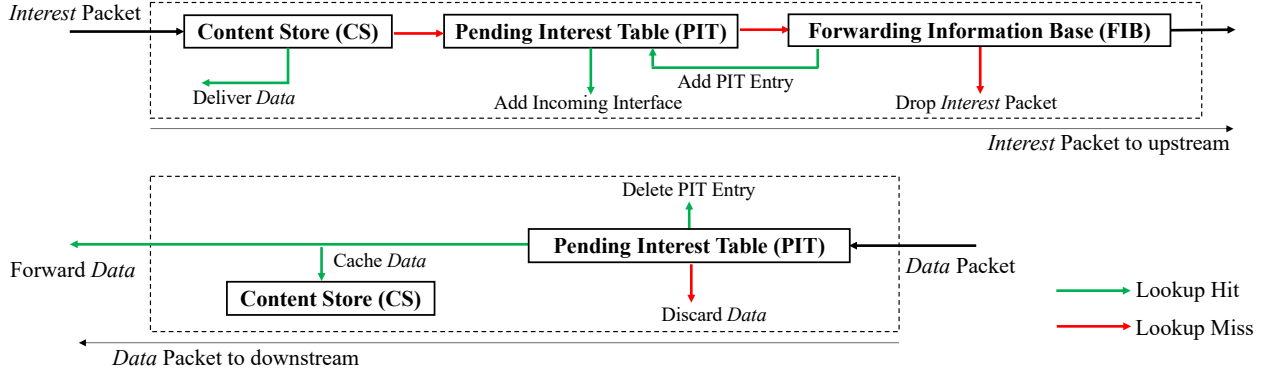 Interest Packet
Content Store (CS)
Pending Interest Table (PIT)
Forwarding Information Base (FIB)
Deliver Data
Add Incoming Interface
Add PIT Entry
Drop Interest Packet
Interest Packet to upstream
Delete PIT Entry
Pending Interest Table (PIT)
Forward Data
Cache Data
Data Packet
Content Store (CS)
Discard Data
Lookup Hit
Lookup Miss
Data Packet to downstream